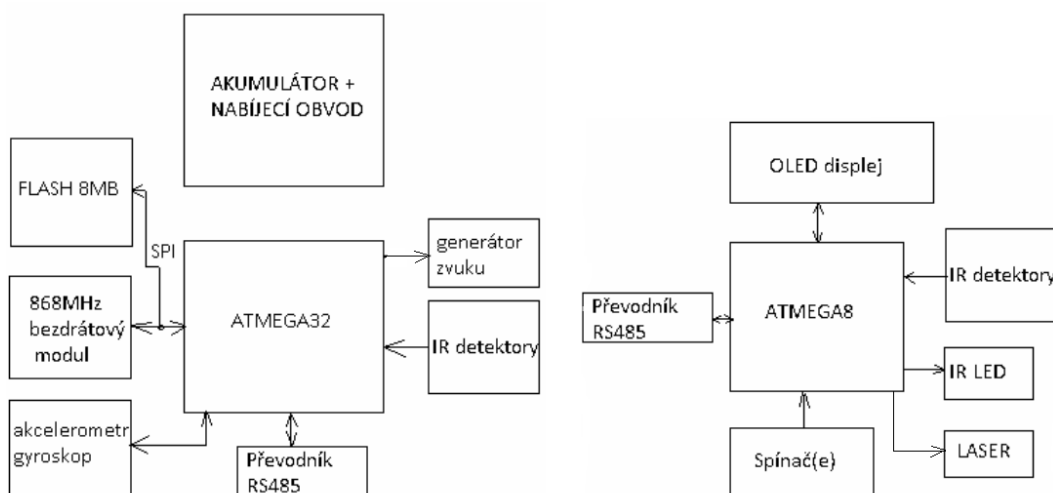 AKUMULÁTOR +
NABÍJECÍ OBVOD
FLASH 8MB
SPI
868MHz
bezdrátový
modul
akcelerometr
gyroskop
ATMEGA32
generátor
zvuku
IR detektory
Převodník
RS485
OLED displej
Převodník
RS485
ATMEGA8
IR detektory
IR LED
LASER
Spínač(e)